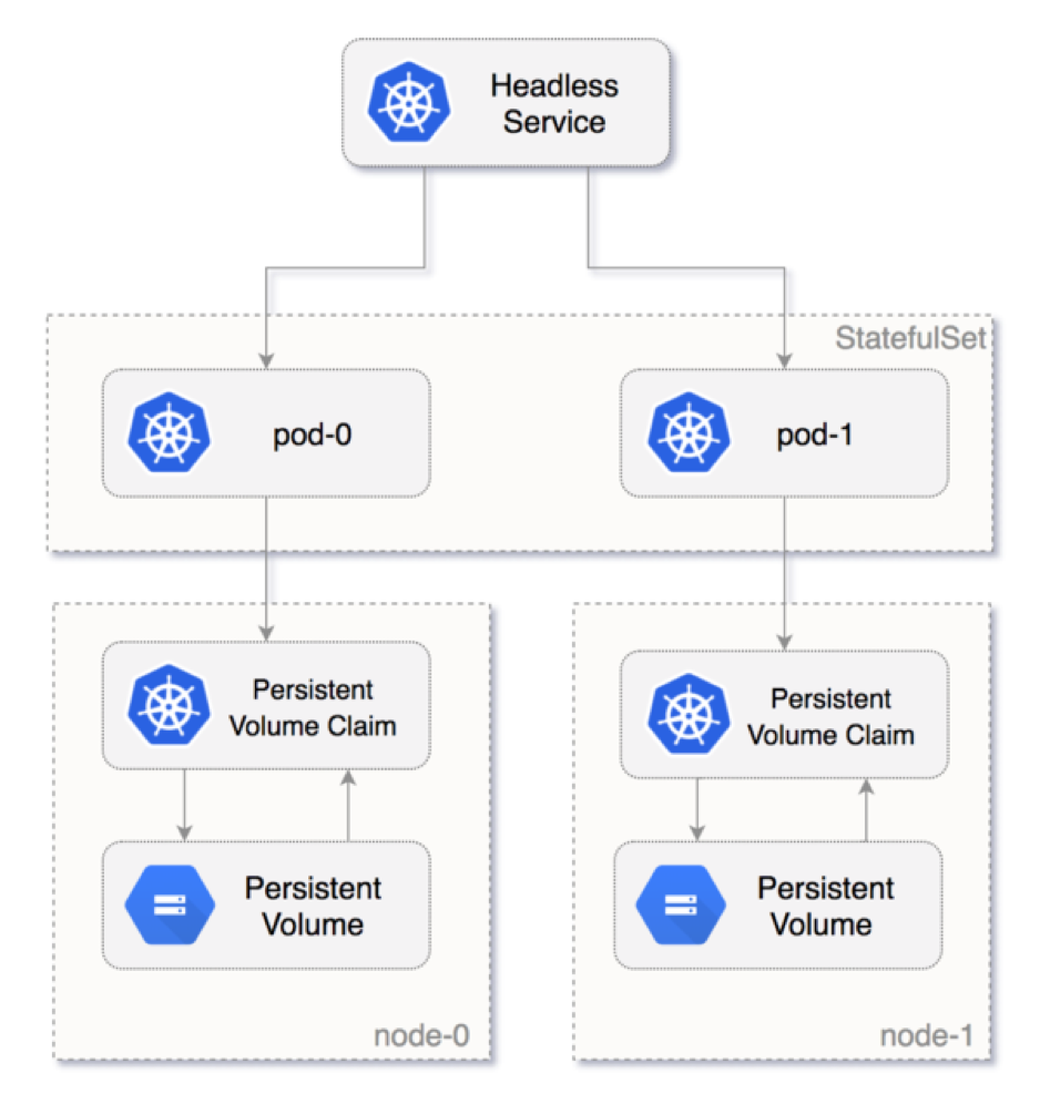 Headless
Service
StatefulSet
pod-0
pod-1
Persistent
Volume Claim
Persistent
Volume
node-0
Persistent
Volume Claim
Persistent
Volume
node-1